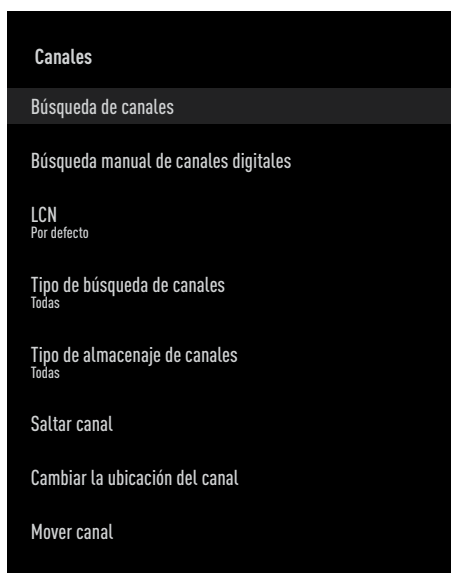 Canales
Búsqueda de canales
Búsqueda manual de canales digitales
LCN
Por defecto
Tipo de búsqueda de canales
Todas
Tipo de almacenaje de canales
Todas
Saltar canal
Cambiar la ubicación del canal
Mover canal